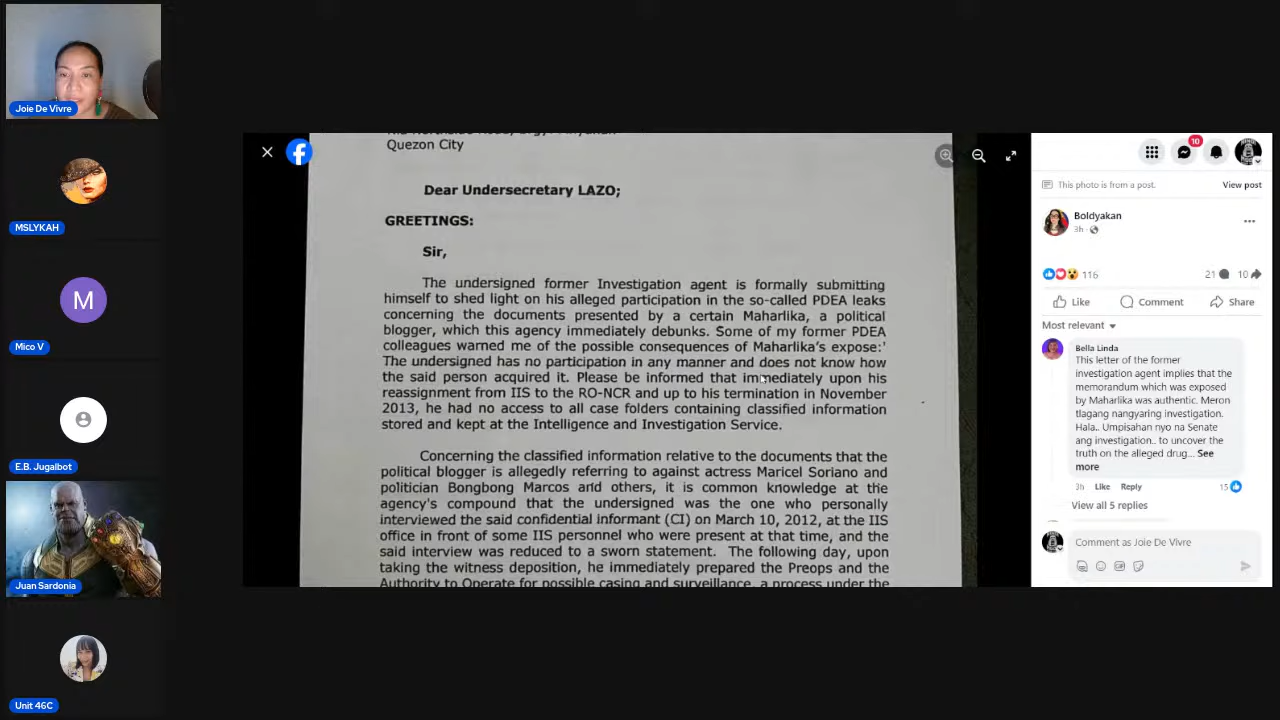 Joie De Vivre
MSLYKAH
M
Mico V
E.B. Jugalbot
Juan Sardonia
Unit 46C
Quezon City
Dear Undersecretary LAZO;
GREETINGS:
Sir,
The undersigned former Investigation agent is formally submitting
himself to shed light on his alleged participation in the so-called PDEA leaks
concerning the documents presented by a certain Maharlika, a political
blogger, which this agency immediately debunks. Some of my former PDEA
colleagues warned me of the possible consequences of Maharlika's expose:'
The undersigned has no participation in any manner and does not know how
the said person acquired it. Please be informed that immediately upon his
reassignment from IIS to the RO-NCR and up to his termination in November
2013, he had no access to all case folders containing classified information
stored and kept at the Intelligence and Investigation Service.
Concerning the classified information relative to the documents that the
political blogger is allegedly referring to against actress Maricel Soriano and
politician Bongbong Marcos and others, it is common knowledge at the
agency's compound that the undersigned was the one who personally
interviewed the said confidential informant (CI) on March 10, 2012, at the IIS
office in front of some IIS personnel who were present at that time, and the
said interview was reduced to a sworn statement. The following day, upon
taking the witness deposition, he immediately prepared the Preops and the
Authority to Operate for possible casing and surveillance, a process under the
10
This photo is from a post.
View post
Boldyakan
3h
116
21
10
Like
Comment
Share
Most relevant
Bella Linda
This letter of the former
investigation agent implies that the
memorandum which was exposed
by Maharlika was authentic. Meron
tlagang nangyaring investigation.
Hala.. Umpisahan nyo na Senate
ang investigation.. to uncover the
truth on the alleged drug... See
more
3h Like Reply
15
View all 5 replies
Comment as Joie De Vivre